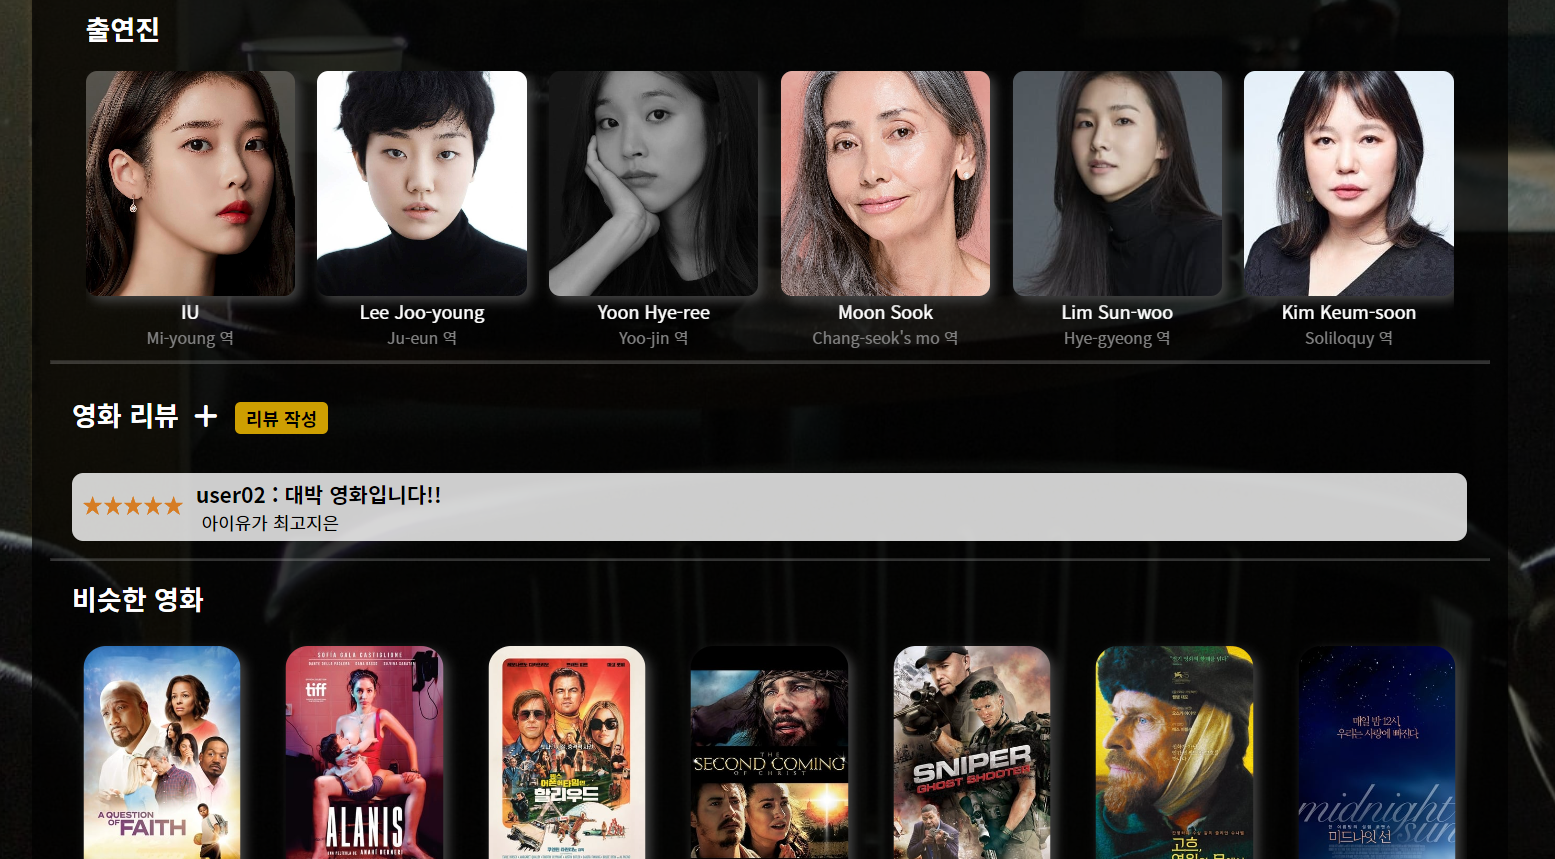 출연진
IU
Mi-young 역
Lee Joo-young
Ju-eun 역
Yoon Hye-ree
Yoo-jin 역
Moon Sook
Chang-seok's mo 역
Lim Sun-woo
Hye-gyeong 역
Kim Keum-soon
Soliloquy 역
영화 리뷰 +
리뷰 작성
★★★★★
user02 : 대박 영화입니다!!
아이유가 최고지은
비슷한 영화
A QUESTION
OF FAITH
SOFIA GALA CASTIGLIONE
tiff
ALANIS
할리우드
THE
SECOND COMING
OF CHRIST
SNIPER
GHOST SHOOTER
고흐,
매일 밤 12시,
우리는 사랑에 빠진다
midnight
sun
미드나잇 선